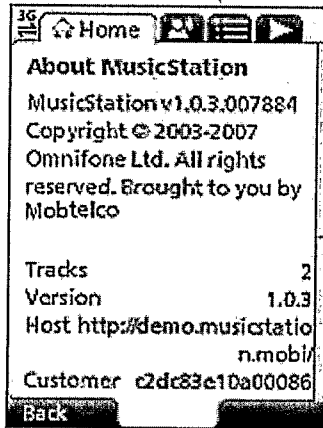 3G
Home
About MusicStation
MusicStation v1.0.3.007884
Copyright © 2003-2007
Omnifone Ltd. All rights
reserved. Brought to you by
Mobtelco
Tracks 2
Version 1.0.3
Host http://demo.musicstatio
n.mobi/
Customer c2dc83e10a00086
Back